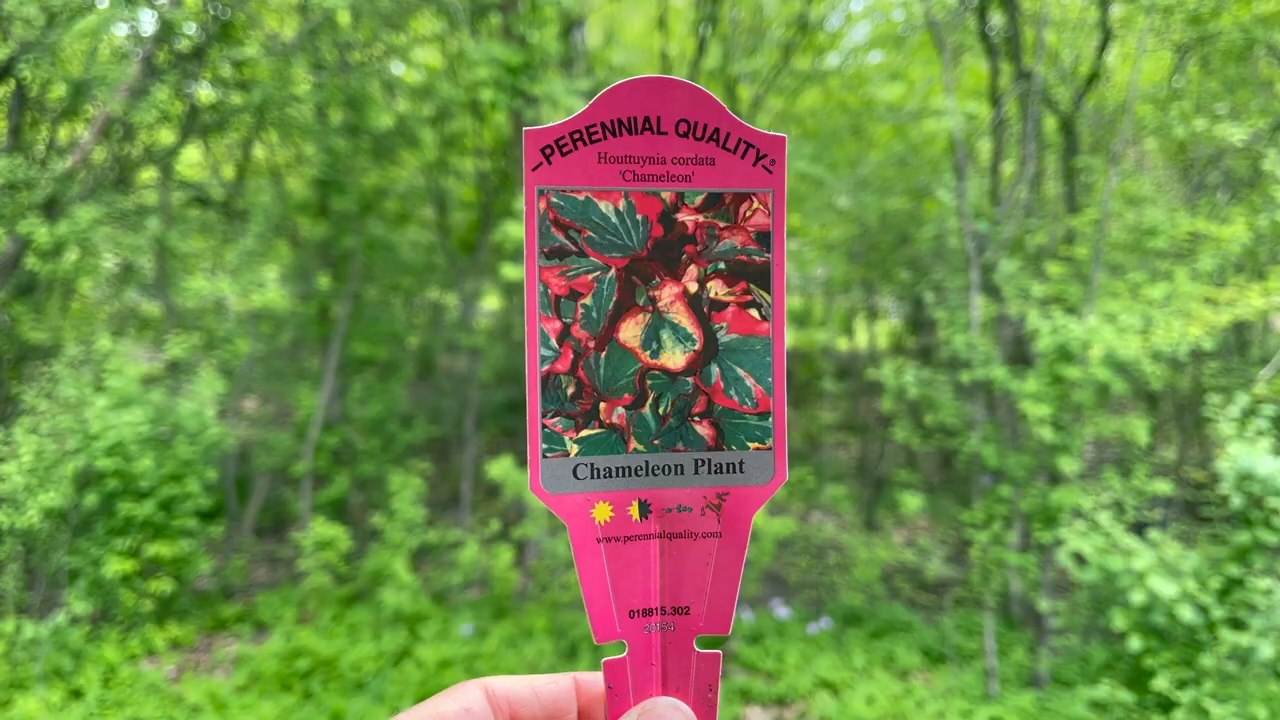 PERENNIAL QUALITY®
Houttuynia cordata
'Chameleon'
Chameleon Plant
www.perennialquality.com
018815.302
20154